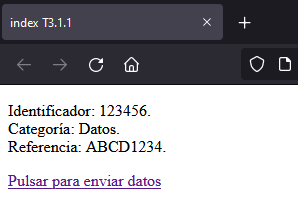 index T3.1.1
Identificador: 123456.
Categoría: Datos.
Referencia: ABCD1234.
Pulsar para enviar datos